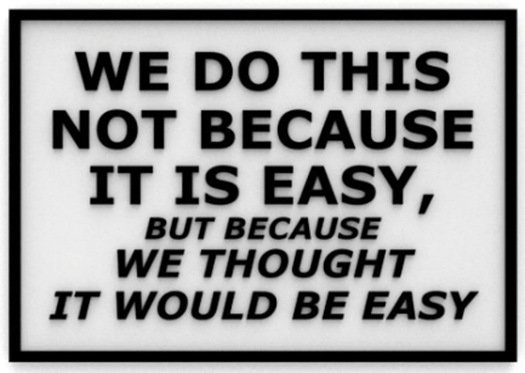 WE DO THIS
NOT BECAUSE
IT IS EASY,
BUT BECAUSE
WE THOUGHT
IT WOULD BE EASY